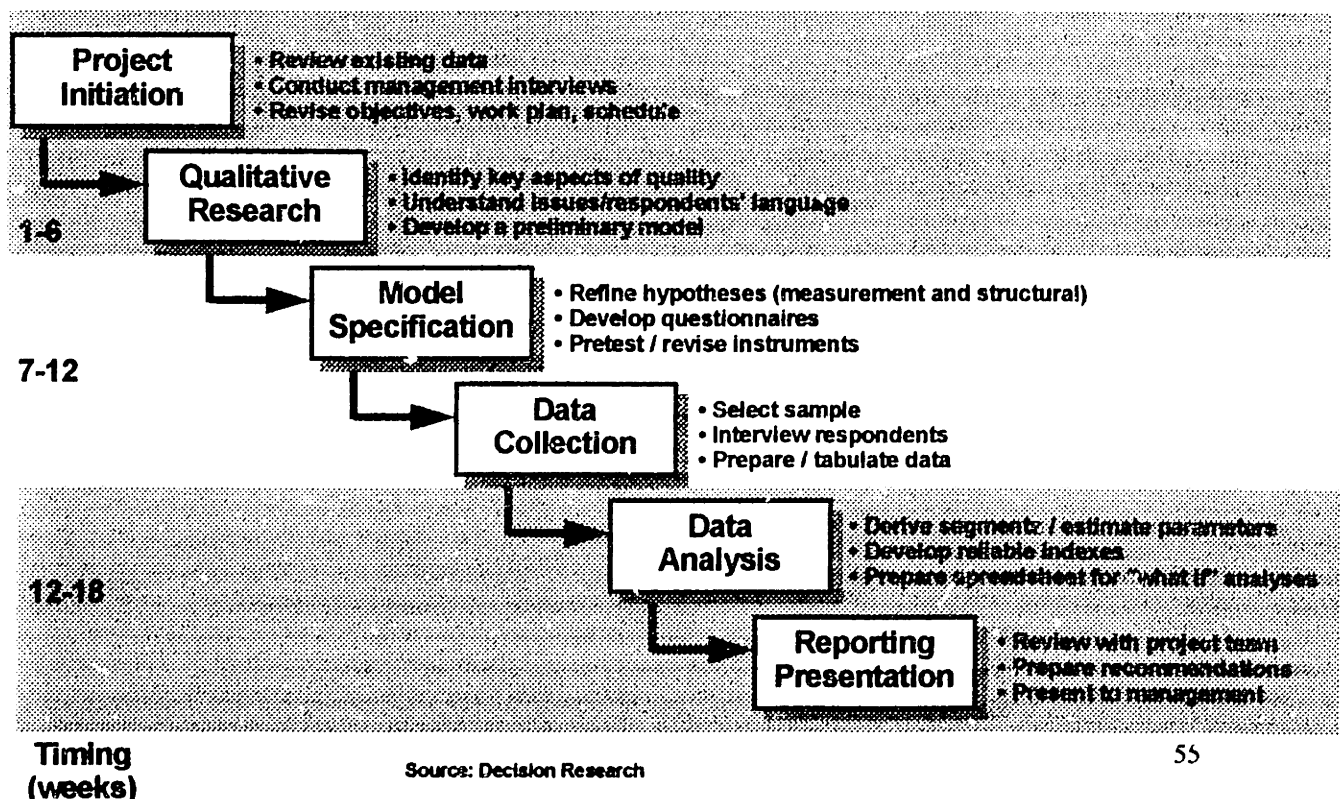 Project
Initiation
• Review existing data
• Conduct management interviews
• Revise objectives, work plan, schedule
Qualitative
Research
• Identify key aspects of quality
• Understand issues/respondents' language
• Develop a preliminary model
1-6
Model
Specification
• Refine hypotheses (measurement and structural)
• Develop questionnaires
• Pretest / revise instruments
7-12
Data
Collection
• Select sample
• Interview respondents
• Prepare / tabulate data
Data
Analysis
• Derive segments / estimate parameters
• Develop reliable indexes
• Prepare spreadsheet for "what if" analyses
12-18
Reporting
Presentation
• Review with project team
• Prepare recommendations
• Present to management
Timing
(weeks)
Source: Decision Research
55